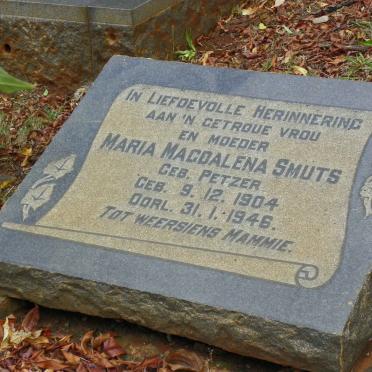 In Liefdevolle Herinnering
aan 'n getroue vrou
en moeder
Maria Magdalena Smuts
geb. Petzer
Geb. 9. 12. 1904
Oorl. 31. 1. 1946.
Tot weersiens Mammie.